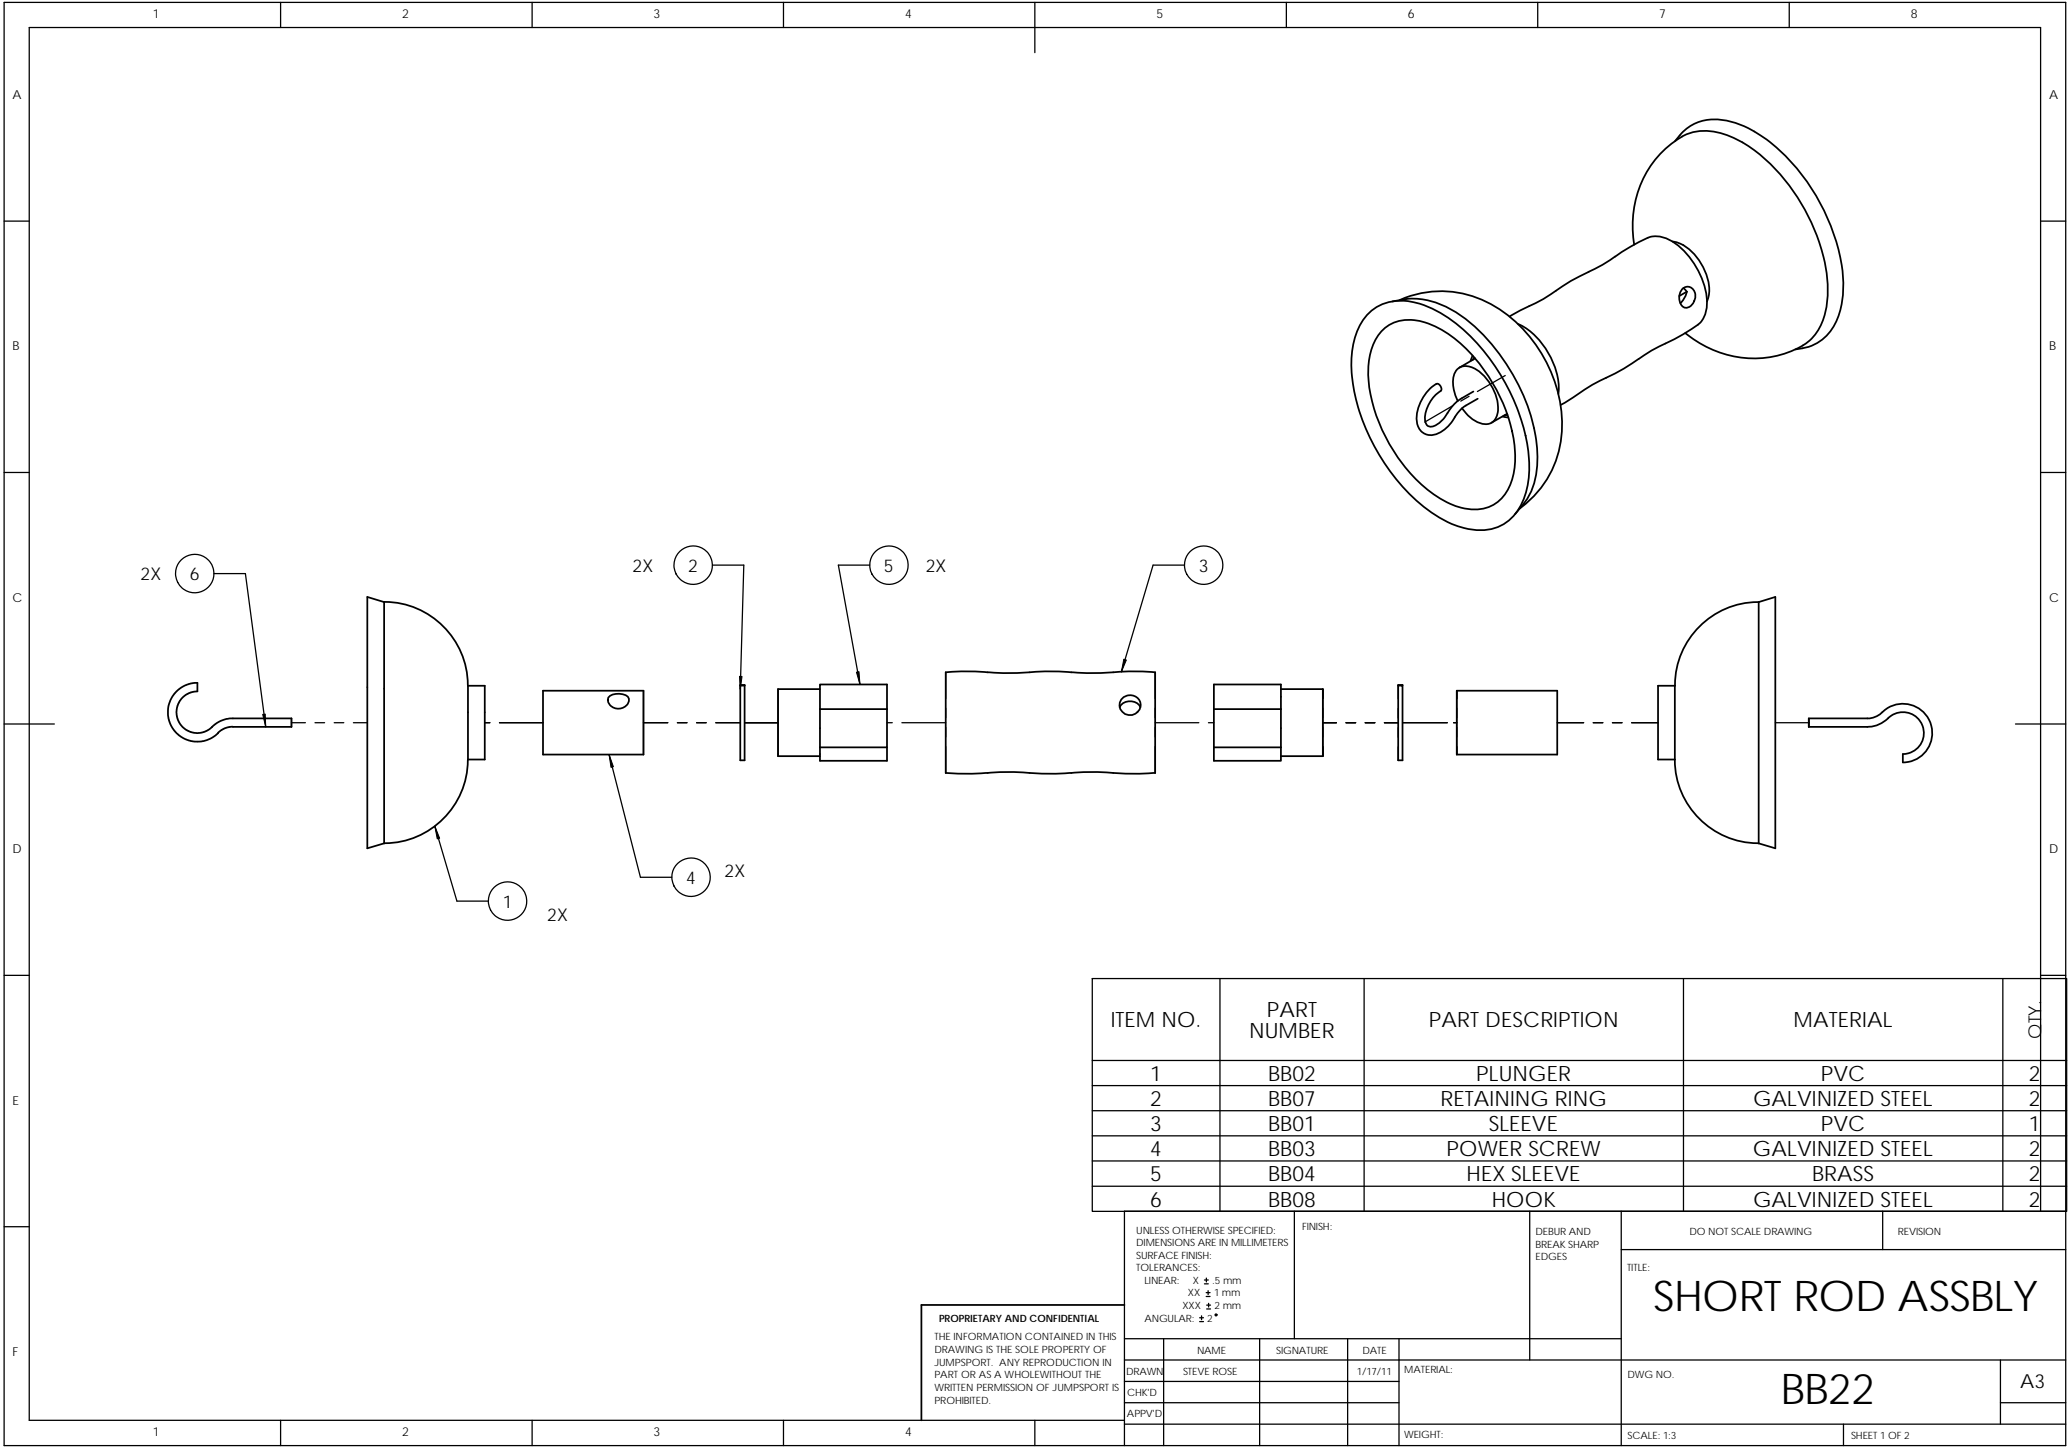 1 2 3 4 5 6 7 8
A A
B B
C C
D D
E
F
2X 6
2X 2
5 2X
3
4 2X
1 2X
ITEM NO. PART NUMBER PART DESCRIPTION MATERIAL QTY.
1 BB02 PLUNGER PVC 2
2 BB07 RETAINING RING GALVINIZED STEEL 2
3 BB01 SLEEVE PVC 1
4 BB03 POWER SCREW GALVINIZED STEEL 2
5 BB04 HEX SLEEVE BRASS 2
6 BB08 HOOK GALVINIZED STEEL 2
UNLESS OTHERWISE SPECIFIED:
DIMENSIONS ARE IN MILLIMETERS
SURFACE FINISH:
TOLERANCES:
LINEAR: X ± .5 mm
XX ± 1 mm
XXX ± 2 mm
ANGULAR: ± 2°
FINISH:
DEBUR AND
BREAK SHARP
EDGES
DO NOT SCALE DRAWING
REVISION
TITLE:
SHORT ROD ASSBLY
PROPRIETARY AND CONFIDENTIAL
THE INFORMATION CONTAINED IN THIS
DRAWING IS THE SOLE PROPERTY OF
JUMPSPORT. ANY REPRODUCTION IN
PART OR AS A WHOLEWITHOUT THE
WRITTEN PERMISSION OF JUMPSPORT IS
PROHIBITED.
NAME SIGNATURE DATE
DRAWN STEVE ROSE 1/17/11
CHK'D
APPV'D
MATERIAL:
WEIGHT:
DWG NO.
BB22
A3
SCALE: 1:3
SHEET 1 OF 2
1 2 3 4